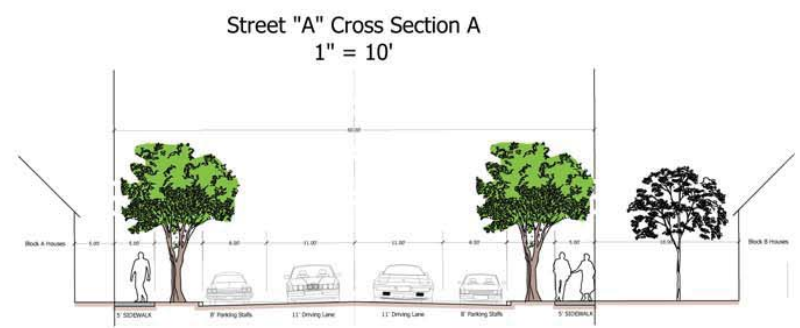 Street "A" Cross Section A
1" = 10'
60.00'
Block A Houses
5.00'
5.00'
8.00'
11.00'
11.00'
8.00'
5.00'
Block B Houses
5' SIDEWALK
8' Parking Stalls
11' Driving Lane
11' Driving Lane
8' Parking Stalls
5' SIDEWALK